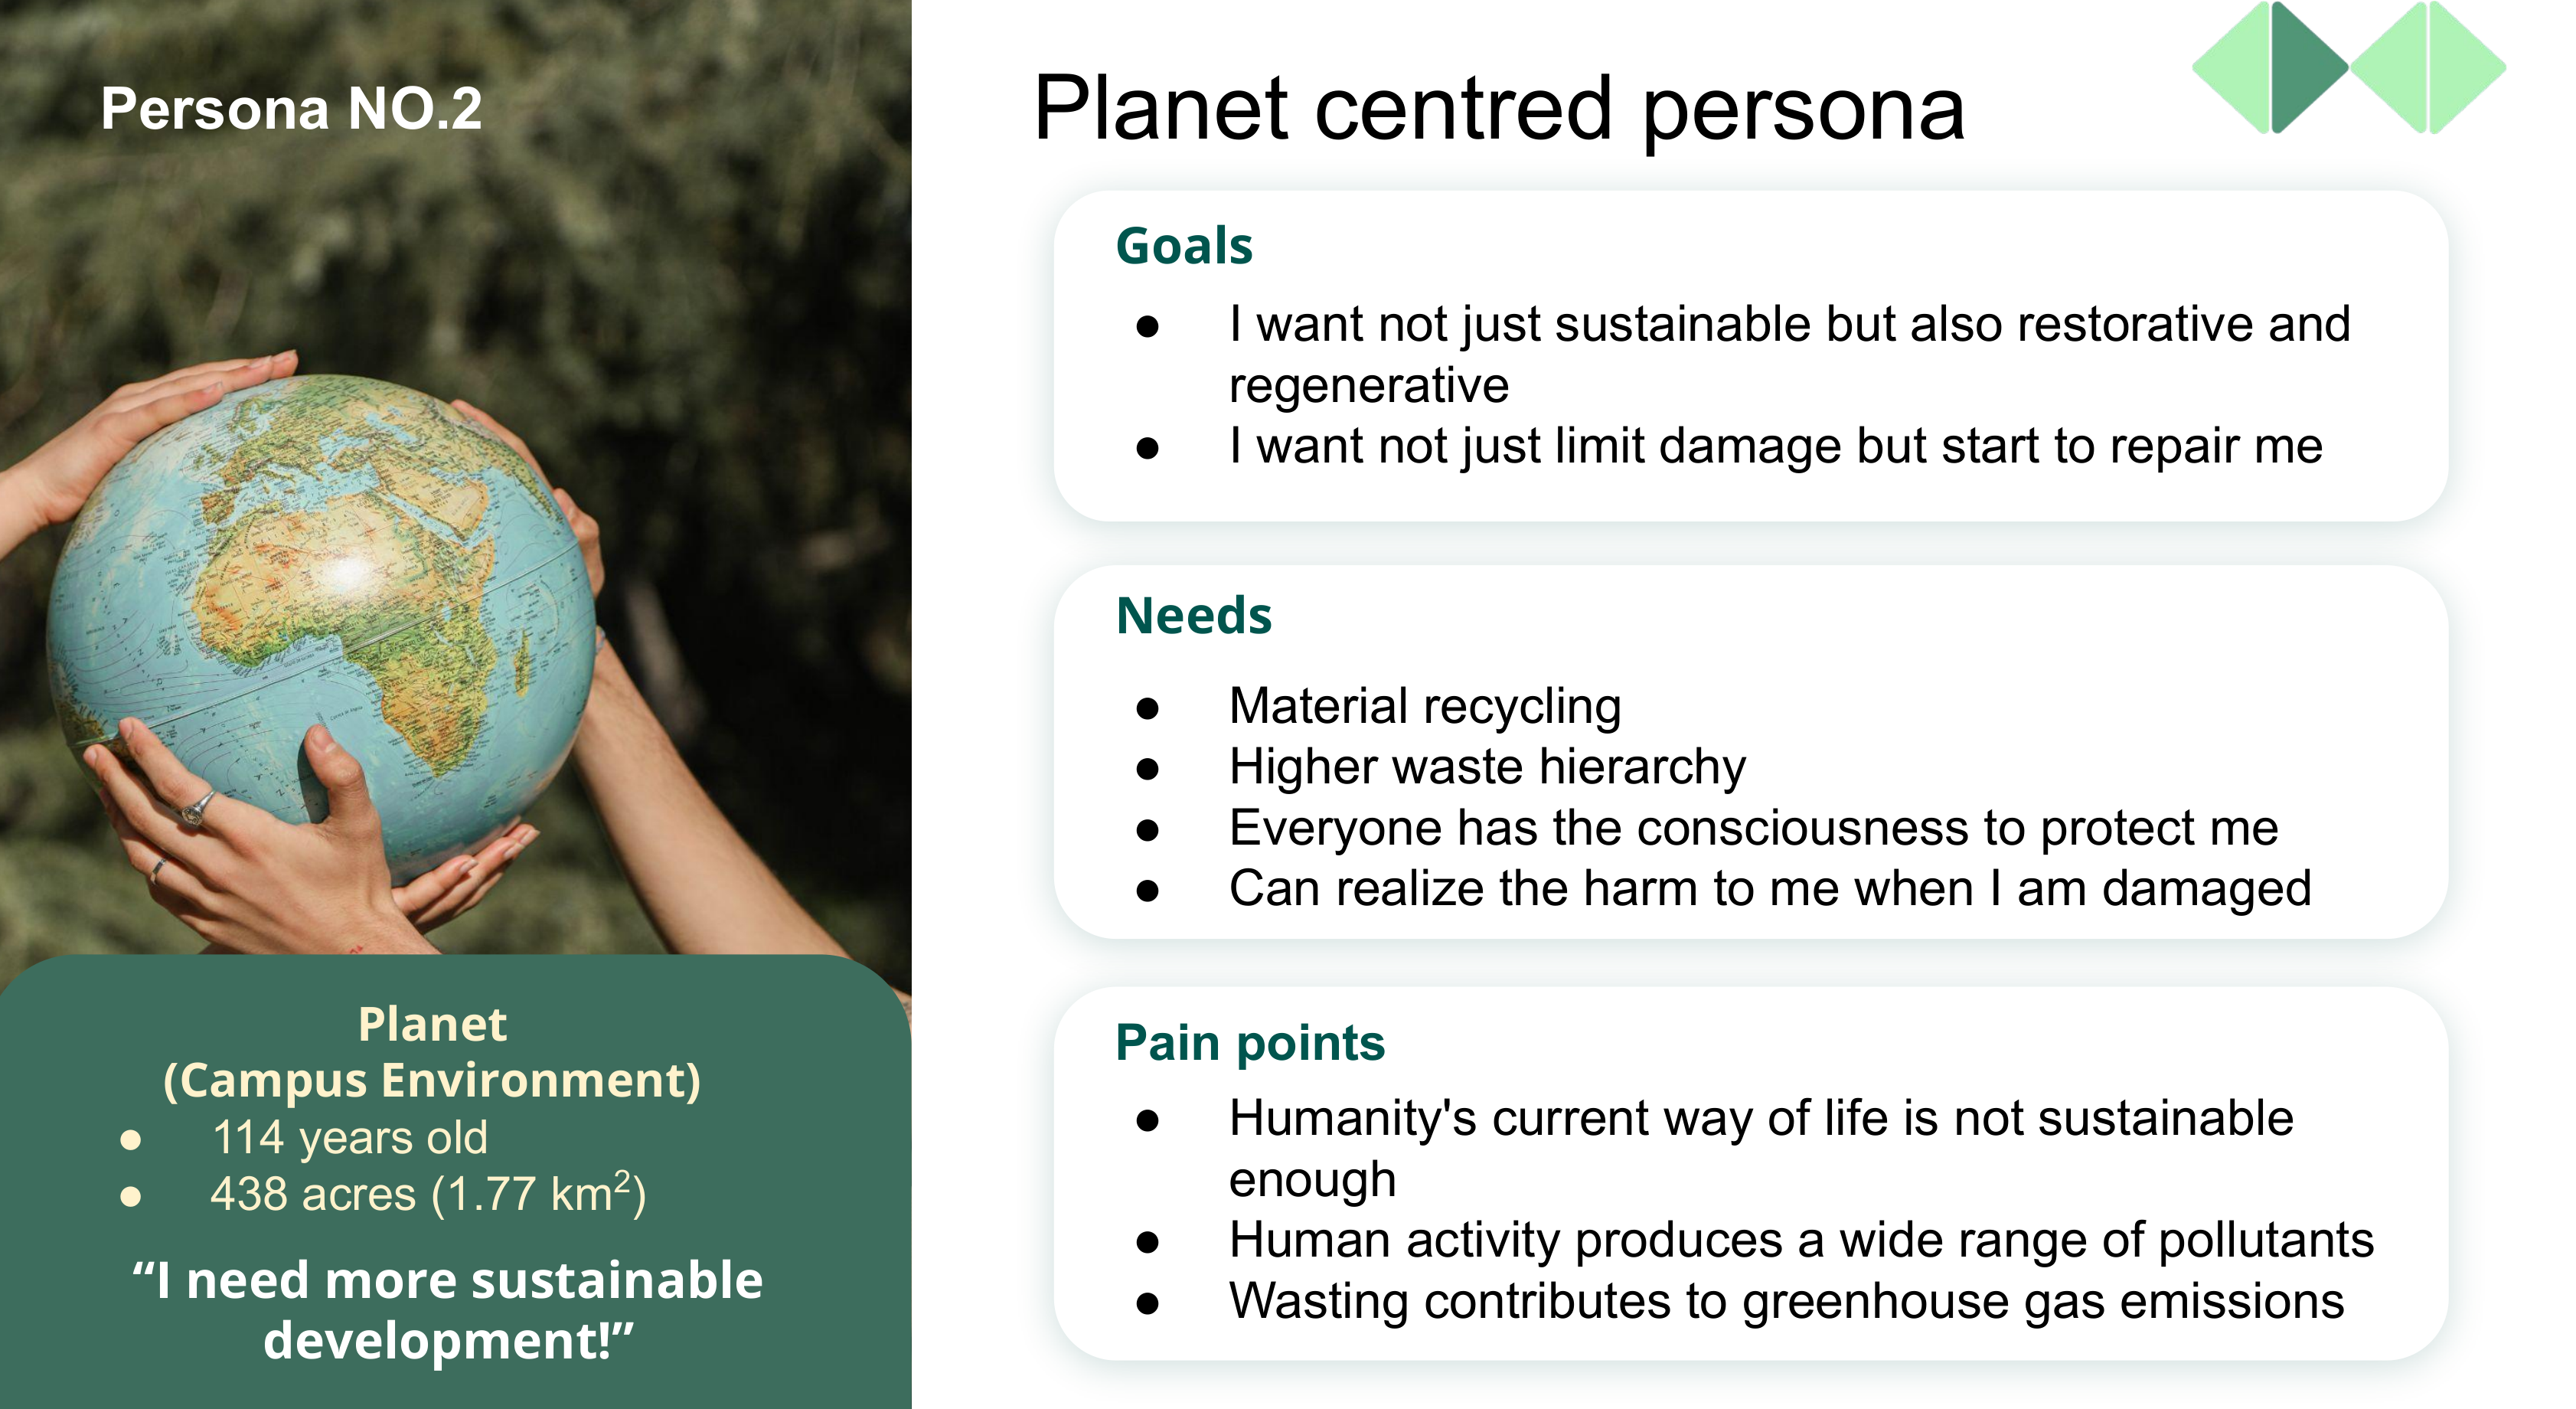 Persona NO.2
Planet
(Campus Environment)
● 114 years old
● 438 acres (1.77 km²)
“I need more sustainable
development!”
Planet centred persona
Goals
● I want not just sustainable but also restorative and
regenerative
● I want not just limit damage but start to repair me
Needs
● Material recycling
● Higher waste hierarchy
● Everyone has the consciousness to protect me
● Can realize the harm to me when I am damaged
Pain points
● Humanity's current way of life is not sustainable
enough
● Human activity produces a wide range of pollutants
● Wasting contributes to greenhouse gas emissions